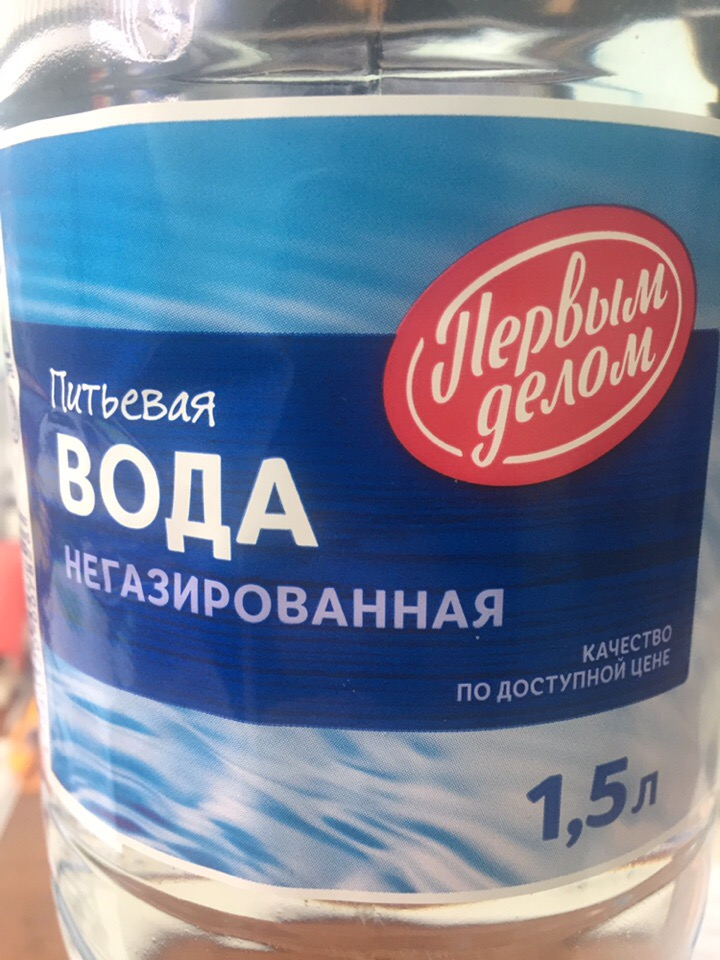 Первым
делом
Питьевая
ВОДА
НЕГАЗИРОВАННАЯ
КАЧЕСТВО
ПО ДОСТУПНОЙ ЦЕНЕ
1,5л